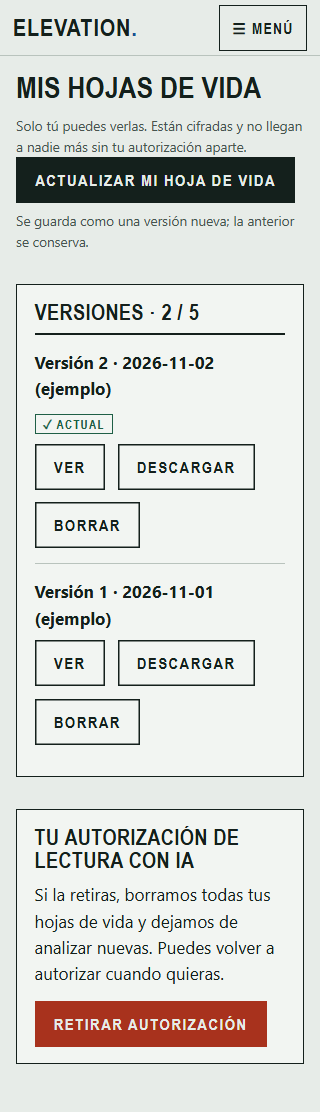 ELEVATION.
☰ MENÚ
MIS HOJAS DE VIDA
Solo tú puedes verlas. Están cifradas y no llegan
a nadie más sin tu autorización aparte.
ACTUALIZAR MI HOJA DE VIDA
Se guarda como una versión nueva; la anterior
se conserva.
VERSIONES · 2 / 5
Versión 2 · 2026-11-02
(ejemplo)
✓ ACTUAL
VER
DESCARGAR
BORRAR
Versión 1 · 2026-11-01
(ejemplo)
VER
DESCARGAR
BORRAR
TU AUTORIZACIÓN DE
LECTURA CON IA
Si la retiras, borramos todas tus
hojas de vida y dejamos de
analizar nuevas. Puedes volver a
autorizar cuando quieras.
RETIRAR AUTORIZACIÓN